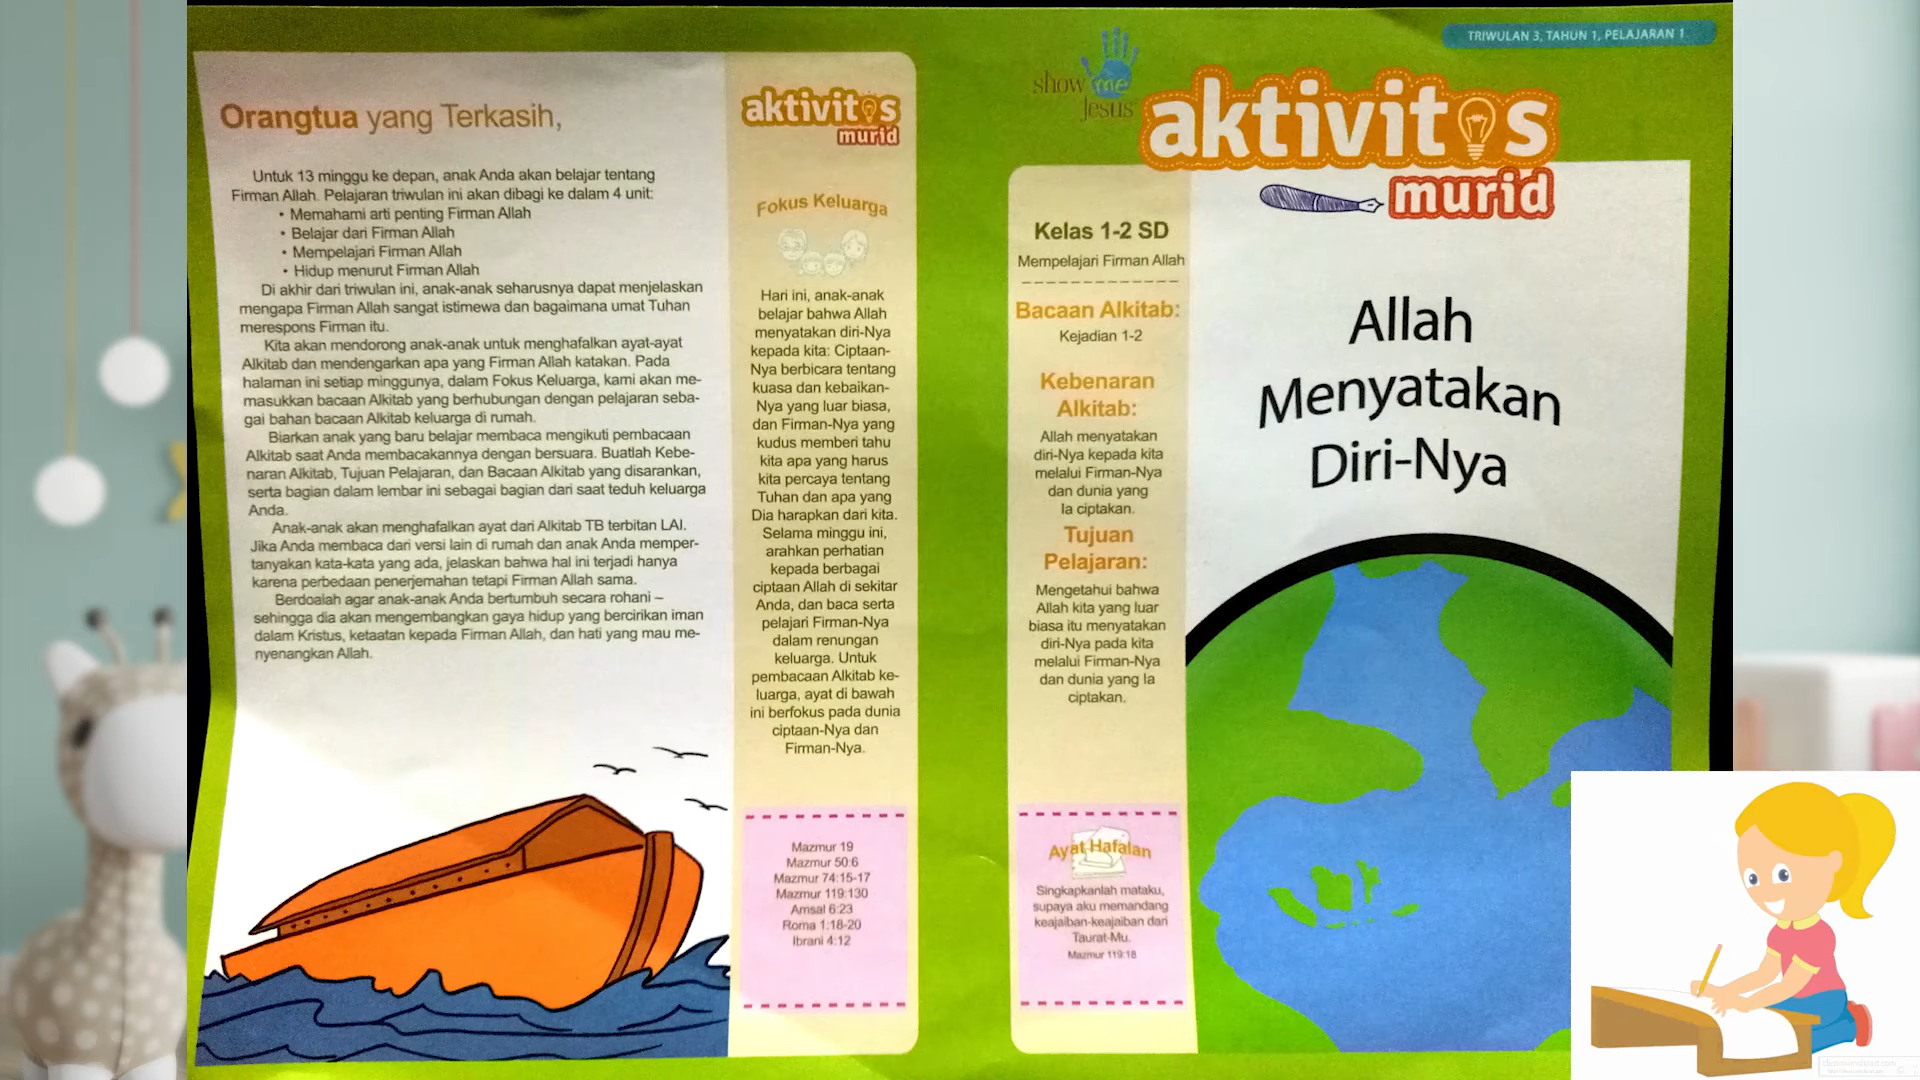 Orangtua yang Terkasih,
Untuk 13 minggu ke depan, anak Anda akan belajar tentang
Firman Allah. Pelajaran triwulan ini akan dibagi ke dalam 4 unit:
• Memahami arti penting Firman Allah
• Belajar dari Firman Allah
• Mempelajari Firman Allah
• Hidup menurut Firman Allah
Di akhir dari triwulan ini, anak-anak seharusnya dapat menjelaskan
mengapa Firman Allah sangat istimewa dan bagaimana umat Tuhan
merespons Firman itu.
Kita akan mendorong anak-anak untuk menghafalkan ayat-ayat
Alkitab dan mendengarkan apa yang Firman Allah katakan. Pada
halaman ini setiap minggunya, dalam Fokus Keluarga, kami akan me-
masukkan bacaan Alkitab yang berhubungan dengan pelajaran seba-
gai bahan bacaan Alkitab keluarga di rumah.
Biarkan anak yang baru belajar membaca mengikuti pembacaan
Alkitab saat Anda membacakannya dengan bersuara. Buatlah Kebe-
naran Alkitab, Tujuan Pelajaran, dan Bacaan Alkitab yang disarankan,
serta bagian dalam lembar ini sebagai bagian dari saat teduh keluarga
Anda.
Anak-anak akan menghafalkan ayat dari Alkitab TB terbitan LAI.
Jika Anda membaca dari versi lain di rumah dan anak Anda memper-
tanyakan kata-kata yang ada, jelaskan bahwa hal ini terjadi hanya
karena perbedaan penerjemahan tetapi Firman Allah sama.
Berdoalah agar anak-anak Anda bertumbuh secara rohani –
sehingga dia akan mengembangkan gaya hidup yang bercirikan iman
dalam Kristus, ketaatan kepada Firman Allah, dan hati yang mau me-
nyenangkan Allah.
aktivitas
murid
Fokus Keluarga
Hari ini, anak-anak
belajar bahwa Allah
menyatakan diri-Nya
kepada kita: Ciptaan-
Nya berbicara tentang
kuasa dan kebaikan-
Nya yang luar biasa,
dan Firman-Nya yang
kudus memberi tahu
kita apa yang harus
kita percaya tentang
Tuhan dan apa yang
Dia harapkan dari kita.
Selama minggu ini,
arahkan perhatian
kepada berbagai
ciptaan Allah di sekitar
Anda, dan baca serta
pelajari Firman-Nya
dalam renungan
keluarga. Untuk
pembacaan Alkitab ke-
luarga, ayat di bawah
ini berfokus pada dunia
ciptaan-Nya dan
Firman-Nya.
Mazmur 19
Mazmur 50:6
Mazmur 74:15-17
Mazmur 119:130
Amsal 6:23
Roma 1:18-20
Ibrani 4:12
TRIWULAN 3, TAHUN 1, PELAJARAN 1
show me
Jesus
aktivitas
murid
Kelas 1-2 SD
Mempelajari Firman Allah
Bacaan Alkitab:
Kejadian 1-2
Kebenaran
Alkitab:
Allah menyatakan
diri-Nya kepada kita
melalui Firman-Nya
dan dunia yang
Ia ciptakan.
Tujuan
Pelajaran:
Mengetahui bahwa
Allah kita yang luar
biasa itu menyatakan
diri-Nya pada kita
melalui Firman-Nya
dan dunia yang Ia
ciptakan.
Ayat Hafalan
Singkapkanlah mataku,
supaya aku memandang
keajaiban-keajaiban dari
Taurat-Mu.
Mazmur 119:18
Allah
Menyatakan
Diri-Nya